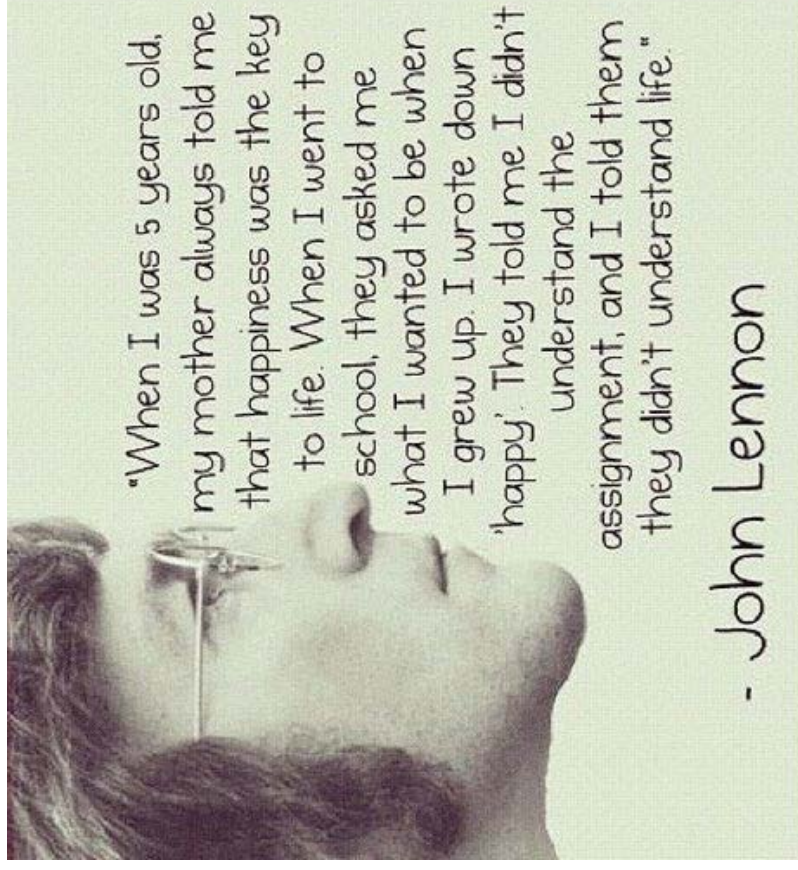 "When I was 5 years old,
my mother always told me
that happiness was the key
to life. When I went to
school, they asked me
what I wanted to be when
I grew up. I wrote down
'happy'. They told me I didn't
understand the
assignment, and I told them
they didn't understand life."
- John Lennon